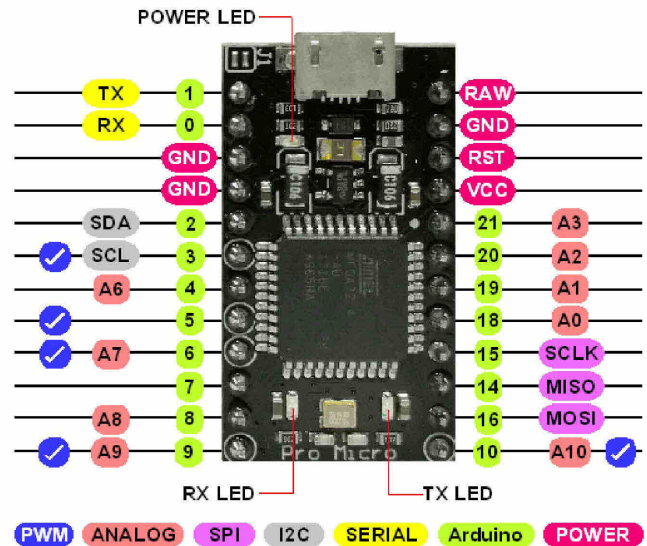 POWER LED
J1
TX 1 RAW
RX 0 GND
GND RST
GND VCC
SDA 2 21 A3
SCL 3 20 A2
A6 4 19 A1
5 18 A0
A7 6 15 SCLK
7 14 MISO
A8 8 16 MOSI
A9 9 10 A10
Pro Micro
RX LED TX LED
PWM ANALOG SPI I2C SERIAL Arduino POWER